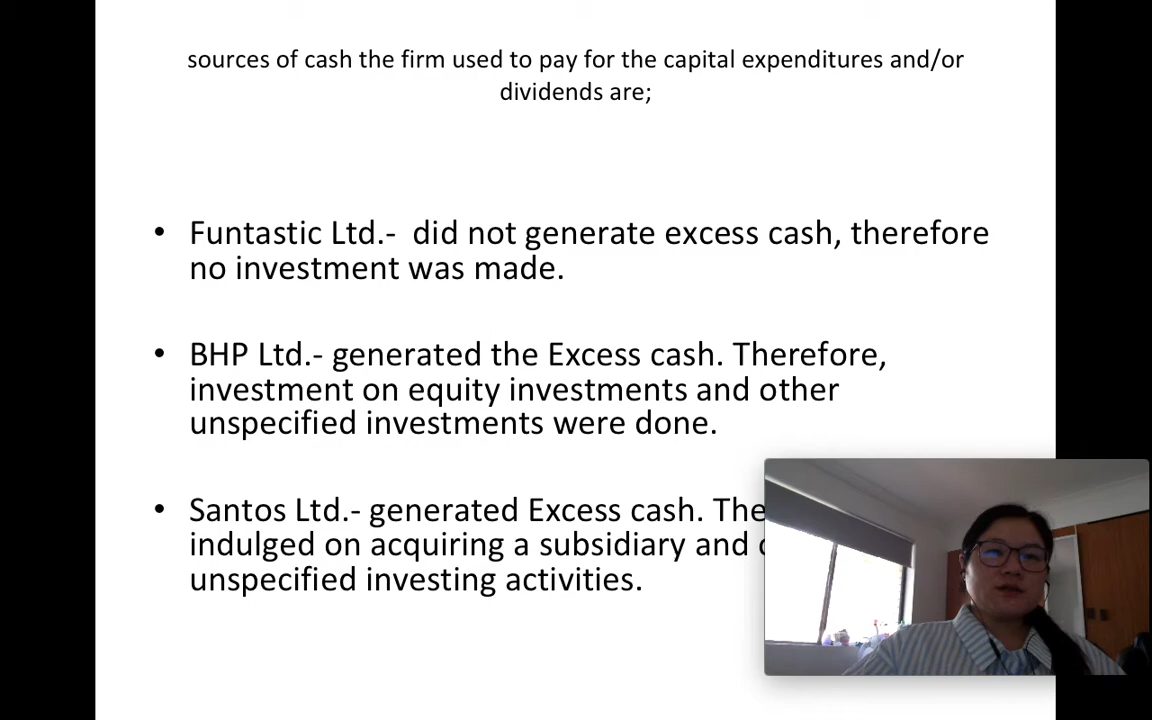 sources of cash the firm used to pay for the capital expenditures and/or
dividends are;
• Funtastic Ltd.- did not generate excess cash, therefore
no investment was made.
• BHP Ltd.- generated the Excess cash. Therefore,
investment on equity investments and other
unspecified investments were done.
• Santos Ltd.- generated Excess cash. The
indulged on acquiring a subsidiary and
unspecified investing activities.